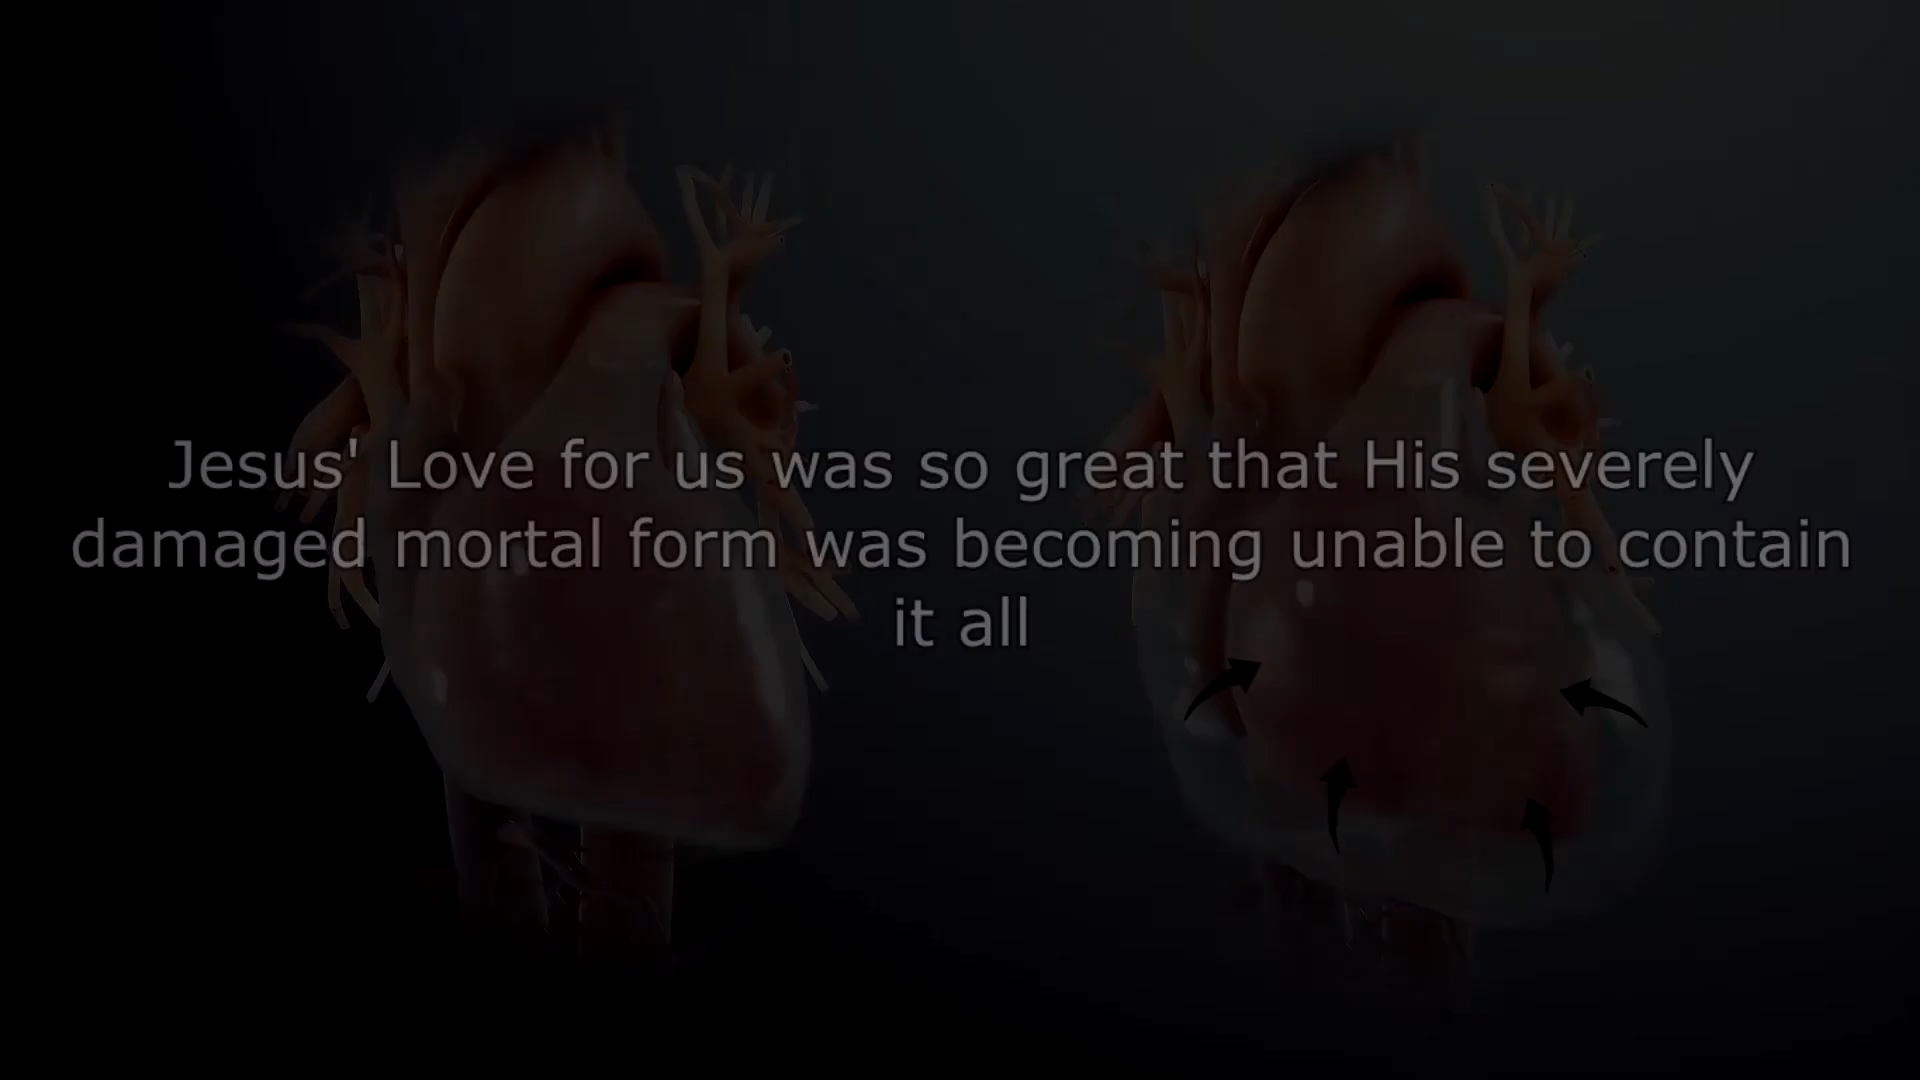 Jesus' Love for us was so great that His severely
damaged mortal form was becoming unable to contain
it all